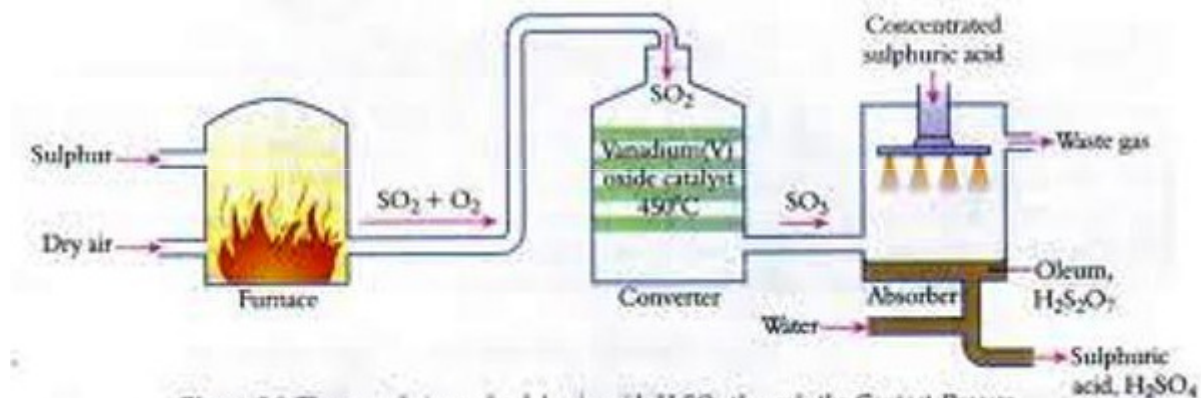 Concentrated
sulphuric acid
SO₂
Sulphur
Waste gas
Vanadium(V)
oxide catalyst
450°C
SO₂ + O₂
SO₃
Dry air
Furnace
Converter
Absorber
Oleum,
H₂S₂O₇
Water
Sulphuric
acid, H₂SO₄